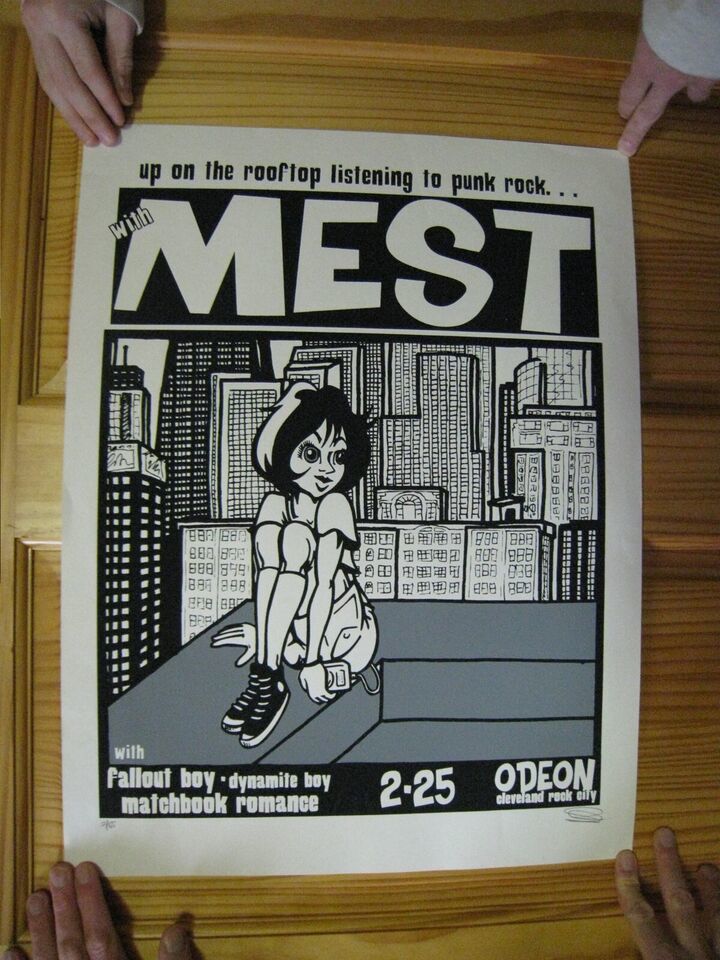 up on the rooftop listening to punk rock...
with
MEST
with
fallout boy · dynamite boy
matchbook romance
2·25
ODEON
cleveland rock city